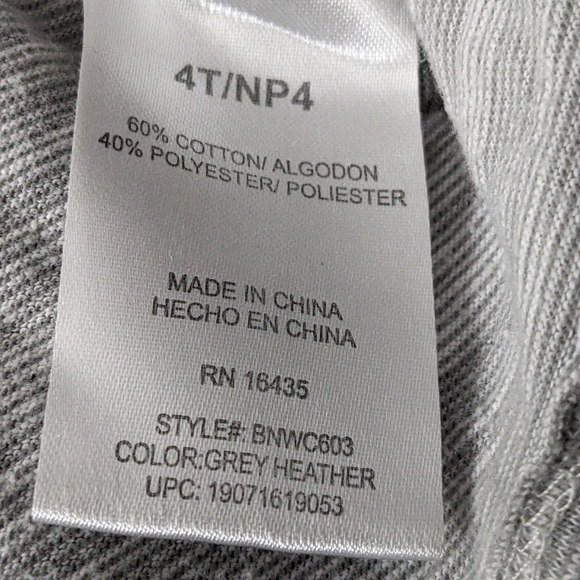 4T/NP4
60% COTTON/ ALGODON
40% POLYESTER/ POLIESTER
MADE IN CHINA
HECHO EN CHINA
RN 16435
STYLE#: BNWC603
COLOR:GREY HEATHER
UPC: 19071619053